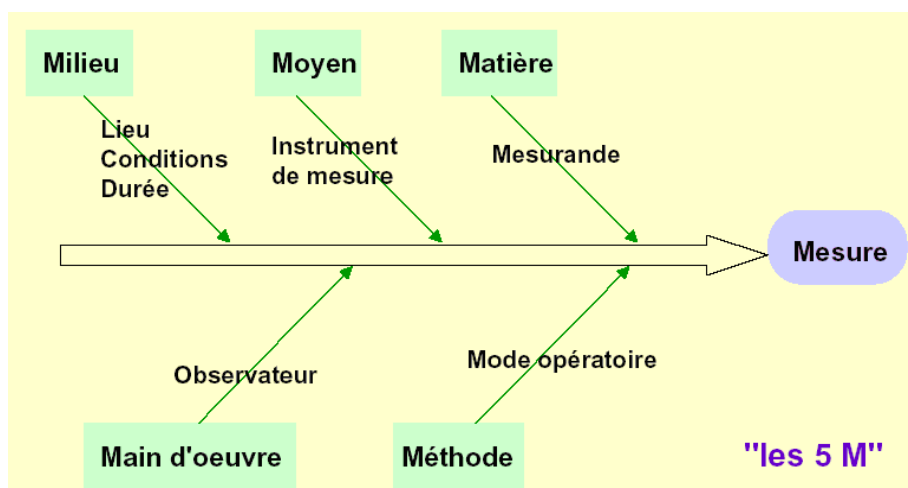 Milieu
Moyen
Matière
Lieu
Conditions
Durée
Instrument
de mesure
Mesurande
Mesure
Observateur
Mode opératoire
Main d'oeuvre
Méthode
"les 5 M"